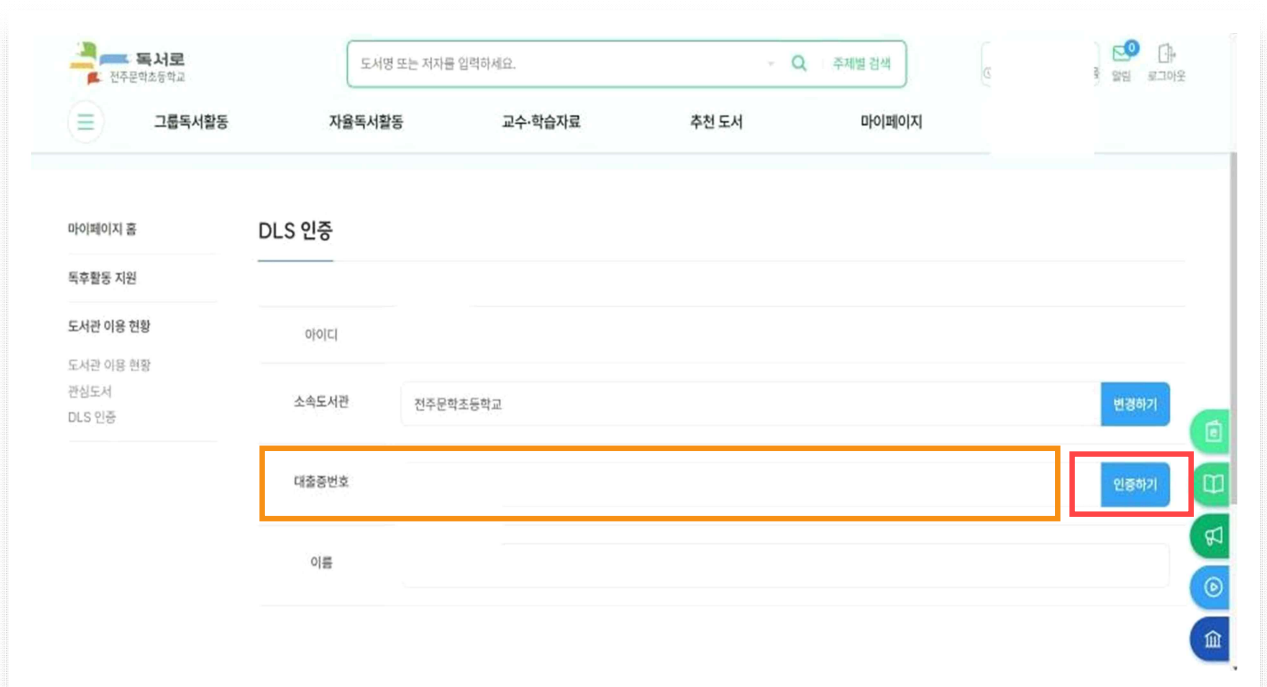 독서로
전주문학초등학교
도서명 또는 저자를 입력하세요.
주제별 검색
0
알림
로그아웃
그룹독서활동
자율독서활동
교수·학습자료
추천 도서
마이페이지
마이페이지 홈
독후활동 지원
도서관 이용 현황
도서관 이용 현황
관심도서
DLS 인증
DLS 인증
아이디
소속도서관
전주문학초등학교
변경하기
대출증번호
인증하기
이름